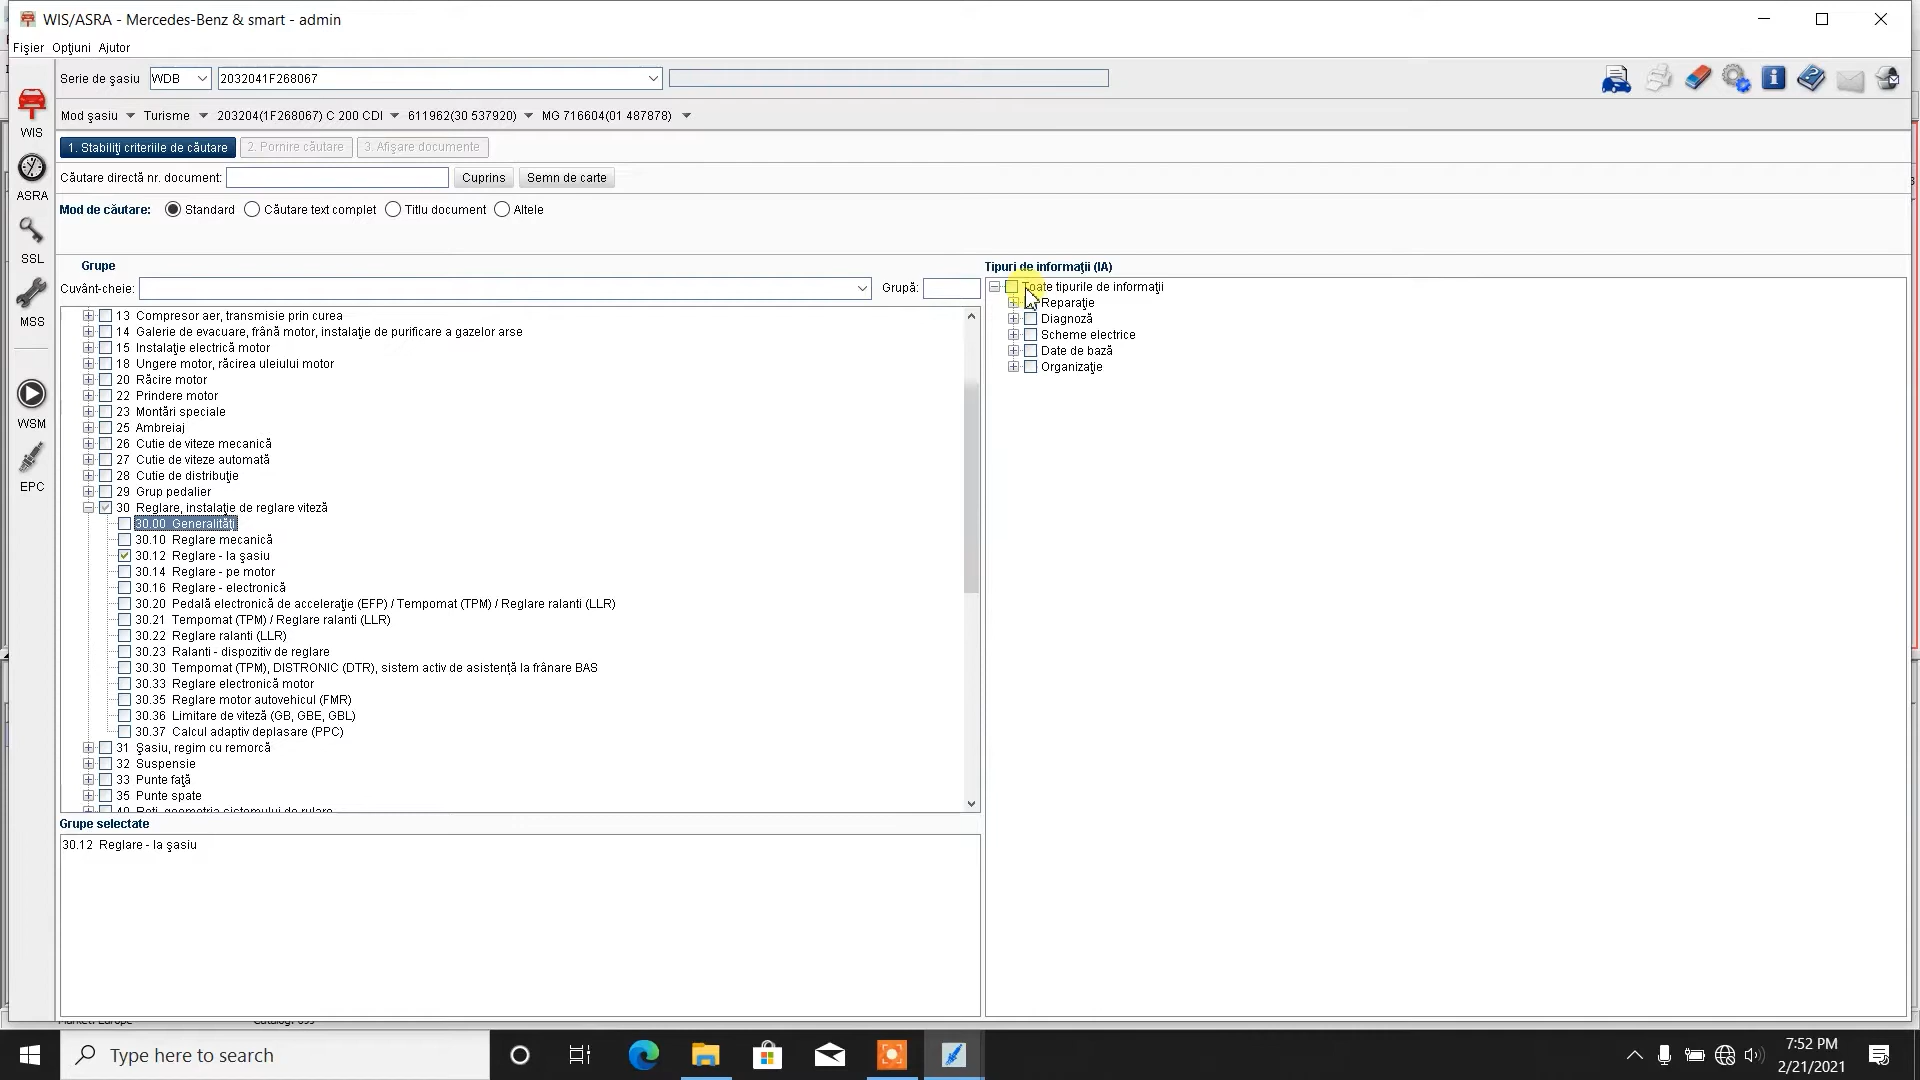 WIS/ASRA - Mercedes-Benz & smart - admin
Fişier Opţiuni Ajutor
Serie de şasiu WDB 2032041F268067
Mod şasiu Turisme 203204(1F268067) C 200 CDI 611962(30 537920) MG 716604(01 487878)
WIS
1. Stabiliţi criteriile de căutare 2. Pornire căutare 3. Afişare documente
Căutare directă nr. document: Cuprins Semn de carte
ASRA
Mod de căutare: Standard Căutare text complet Titlu document Altele
SSL
MSS
WSM
EPC
Grupe
Cuvânt-cheie: Grupă:
13 Compresor aer, transmisie prin curea
14 Galerie de evacuare, frână motor, instalaţie de purificare a gazelor arse
15 Instalaţie electrică motor
18 Ungere motor, răcirea uleiului motor
20 Răcire motor
22 Prindere motor
23 Montări speciale
25 Ambreiaj
26 Cutie de viteze mecanică
27 Cutie de viteze automată
28 Cutie de distribuţie
29 Grup pedalier
30 Reglare, instalaţie de reglare viteză
30.00 Generalităţi
30.10 Reglare mecanică
30.12 Reglare - la şasiu
30.14 Reglare - pe motor
30.16 Reglare - electronică
30.20 Pedală electronică de acceleraţie (EFP) / Tempomat (TPM) / Reglare ralanti (LLR)
30.21 Tempomat (TPM) / Reglare ralanti (LLR)
30.22 Reglare ralanti (LLR)
30.23 Ralanti - dispozitiv de reglare
30.30 Tempomat (TPM), DISTRONIC (DTR), sistem activ de asistență la frânare BAS
30.33 Reglare electronică motor
30.35 Reglare motor autovehicul (FMR)
30.36 Limitare de viteză (GB, GBE, GBL)
30.37 Calcul adaptiv deplasare (PPC)
31 Şasiu, regim cu remorcă
32 Suspensie
33 Punte faţă
35 Punte spate
40 Roţi, geometria sistemului de rulare
Grupe selectate
30.12 Reglare - la şasiu
Tipuri de informaţii (IA)
Toate tipurile de informaţii
Reparaţie
Diagnoză
Scheme electrice
Date de bază
Organizaţie
Type here to search
7:52 PM
2/21/2021